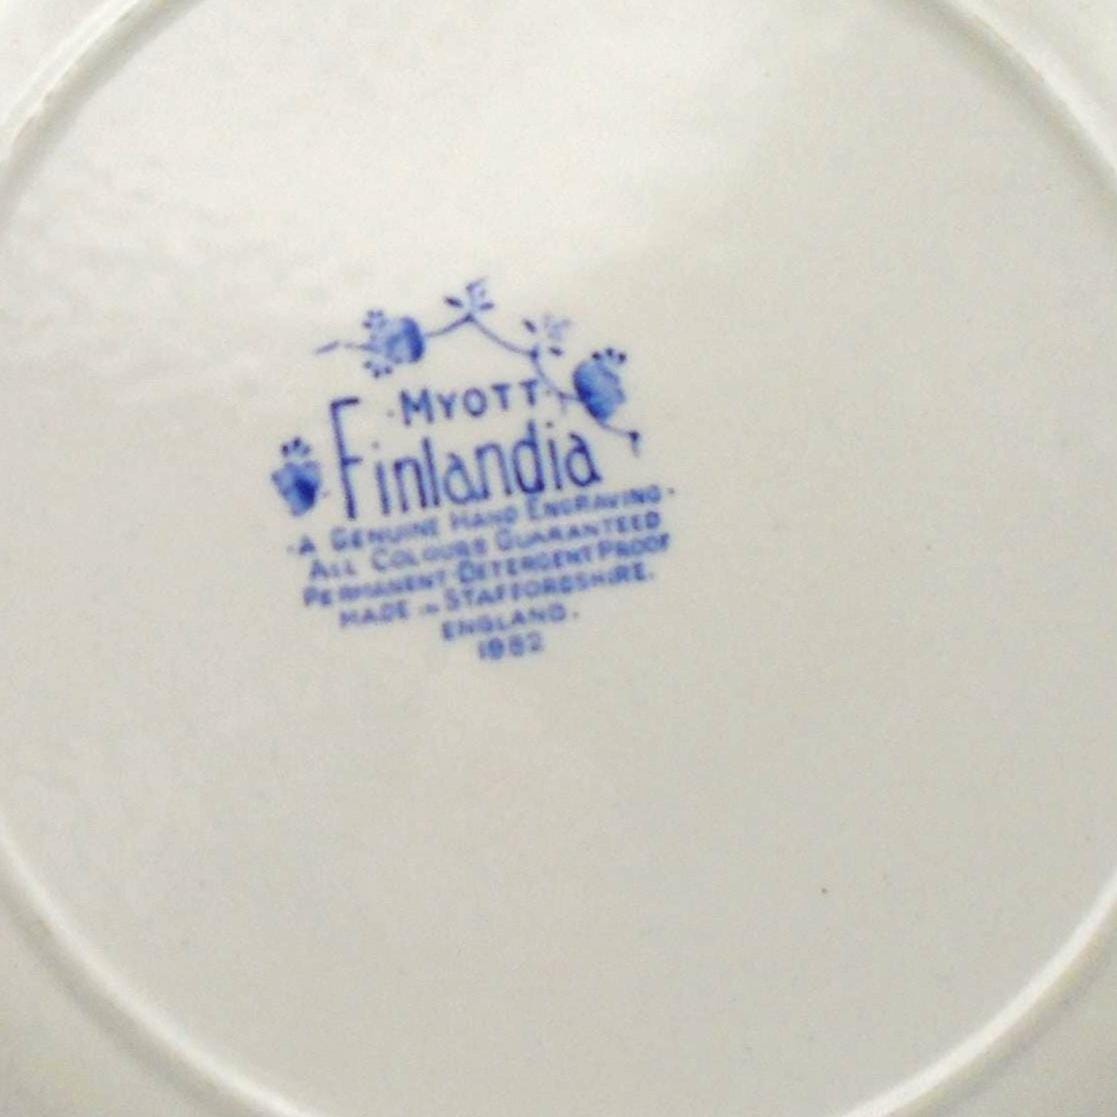 ·MYOTT·
Finlandia
·A GENUINE HAND ENGRAVING·
ALL COLOURS GUARANTEED
PERMANENT·DETERGENT PROOF
MADE IN STAFFORDSHIRE.
ENGLAND.
1982